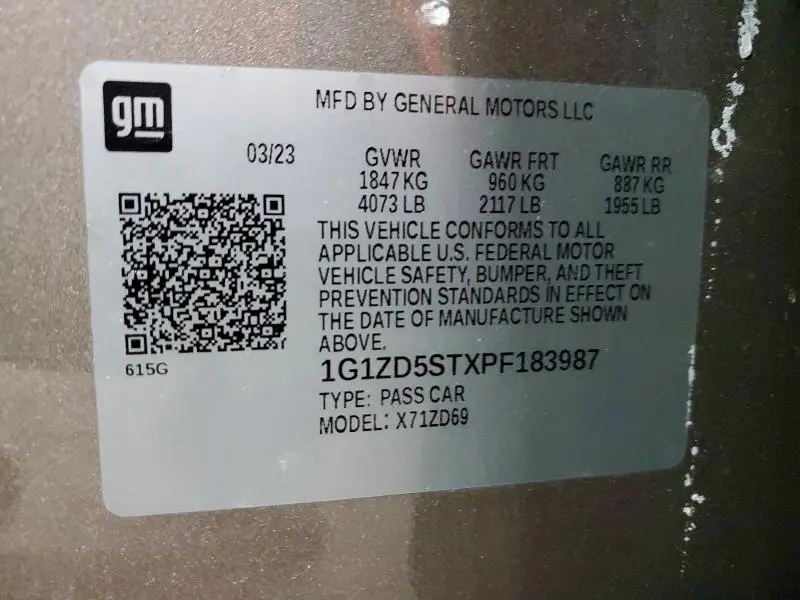 gm
MFD BY GENERAL MOTORS LLC
03/23
GVWR GAWR FRT GAWR RR
1847 KG 960 KG 887 KG
4073 LB 2117 LB 1955 LB
THIS VEHICLE CONFORMS TO ALL
APPLICABLE U.S. FEDERAL MOTOR
VEHICLE SAFETY, BUMPER, AND THEFT
PREVENTION STANDARDS IN EFFECT ON
THE DATE OF MANUFACTURE SHOWN
ABOVE.
615G
1G1ZD5STXPF183987
TYPE: PASS CAR
MODEL: X71ZD69